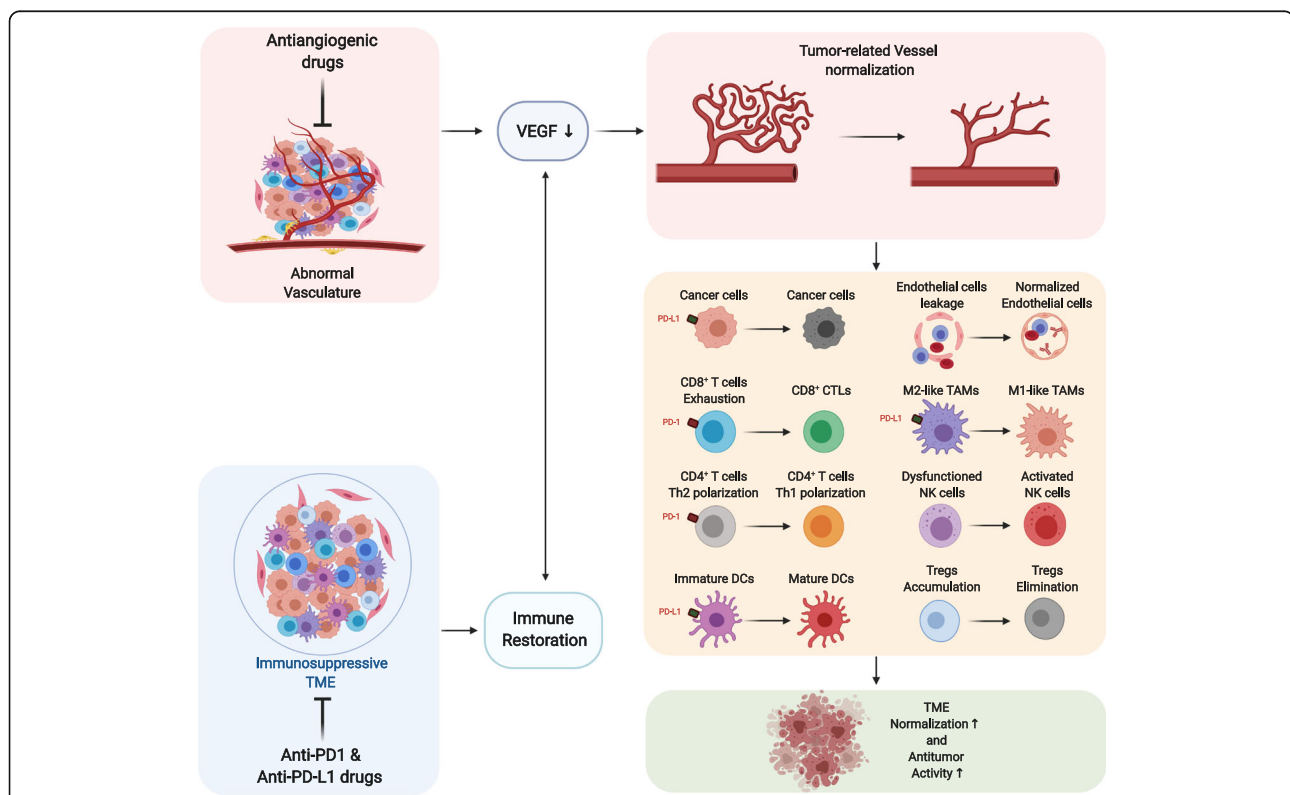 Antiangiogenic
drugs
Abnormal
Vasculature
VEGF ↓
Tumor-related Vessel
normalization
Cancer cells
PD-L1
Cancer cells
Endothelial cells
leakage
Normalized
Endothelial cells
CD8⁺ T cells
Exhaustion
PD-1
CD8⁺ CTLs
M2-like TAMs
PD-L1
M1-like TAMs
CD4⁺ T cells
Th2 polarization
PD-1
CD4⁺ T cells
Th1 polarization
Dysfunctioned
NK cells
Activated
NK cells
Immature DCs
PD-L1
Mature DCs
Tregs
Accumulation
Tregs
Elimination
Immunosuppressive
TME
Anti-PD1 &
Anti-PD-L1 drugs
Immune
Restoration
TME
Normalization ↑
and
Antitumor
Activity ↑